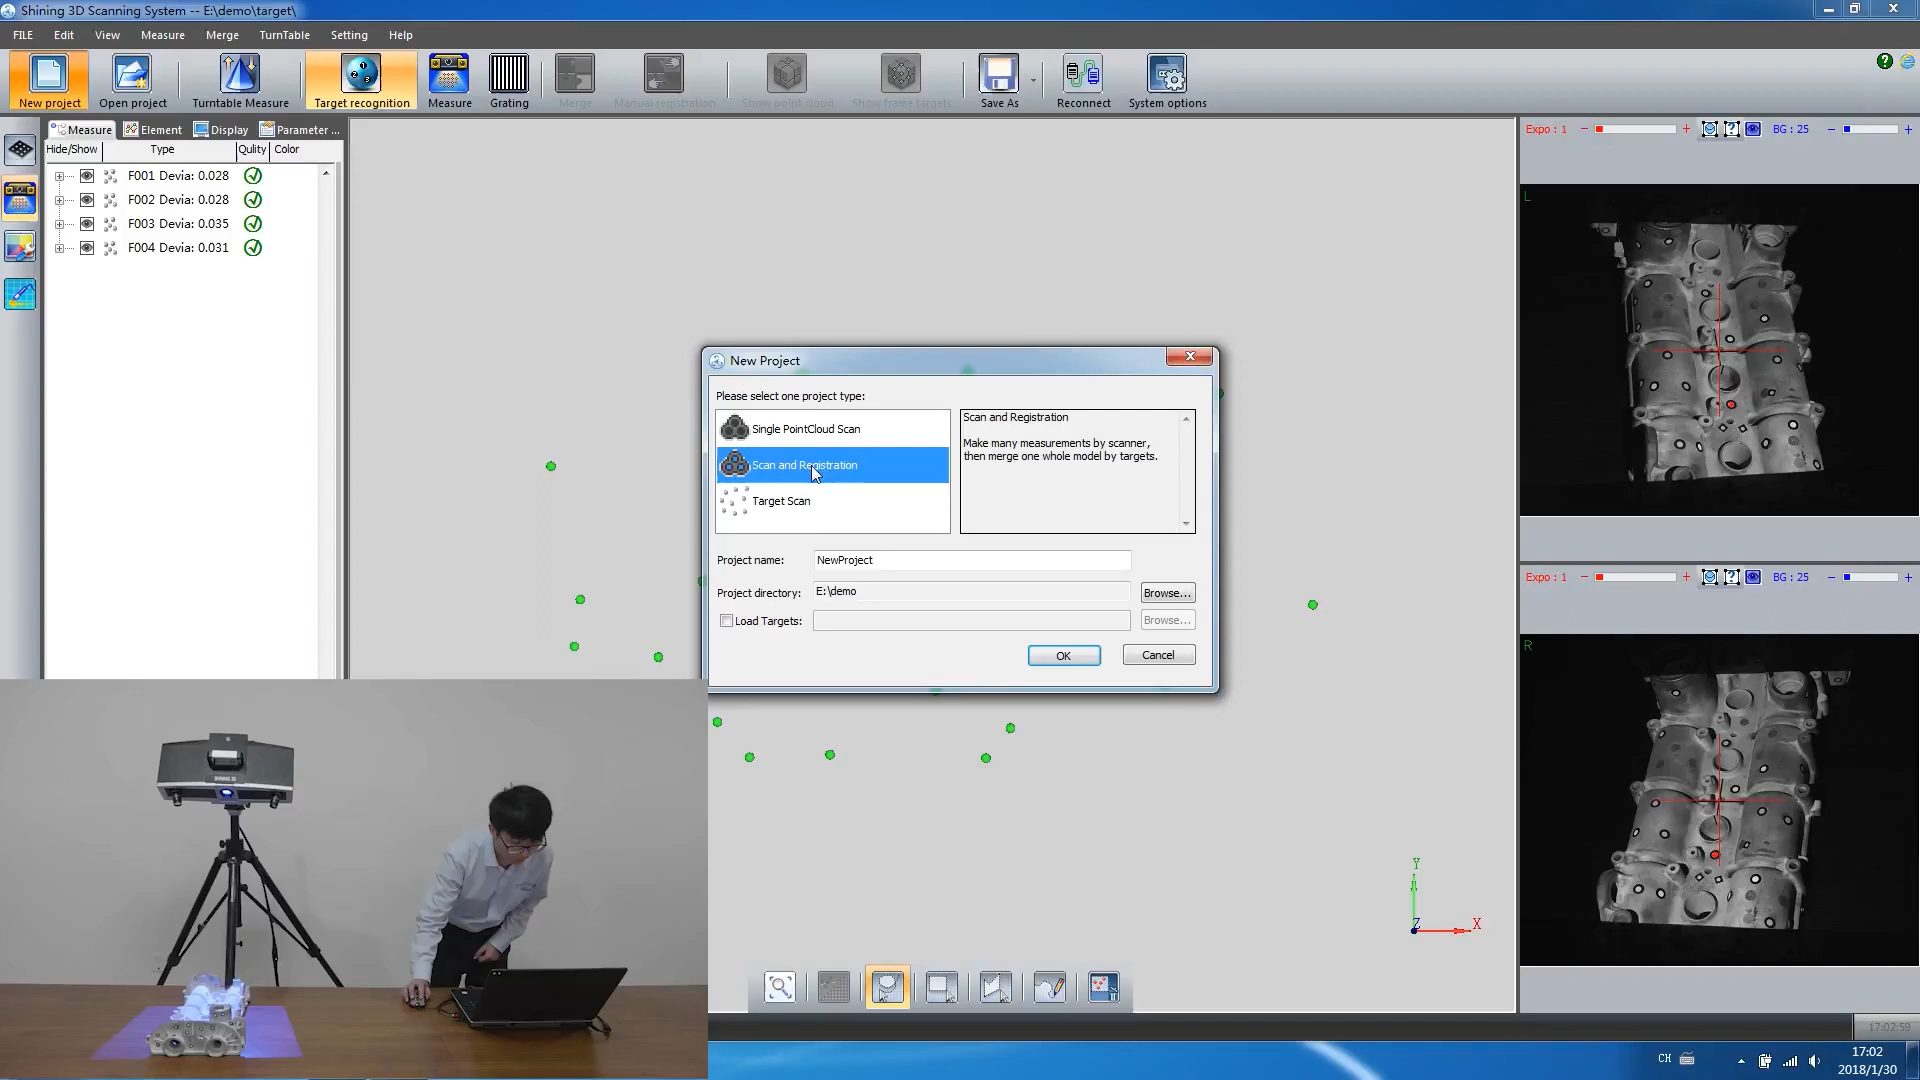 Shining 3D Scanning System -- E:\demo\target\
FILE Edit View Measure Merge TurnTable Setting Help
New project Open project Turntable Measure Target recognition Measure Grating Merge Manual registration Show point cloud Show frame targets Save As Reconnect System options
Measure Element Display Parameter ...
Hide/Show Type Qulity Color
F001 Devia: 0.028
F002 Devia: 0.028
F003 Devia: 0.035
F004 Devia: 0.031
Expo : 1 BG : 25
L
New Project
Please select one project type:
Single PointCloud Scan
Scan and Registration
Target Scan
Scan and Registration
Make many measurements by scanner,
then merge one whole model by targets.
Project name: NewProject
Project directory: E:\demo Browse...
Load Targets: Browse...
OK Cancel
Expo : 1 BG : 25
R
SHINING 3D
Y
Z X
17:02:59
CH 17:02
2018/1/30